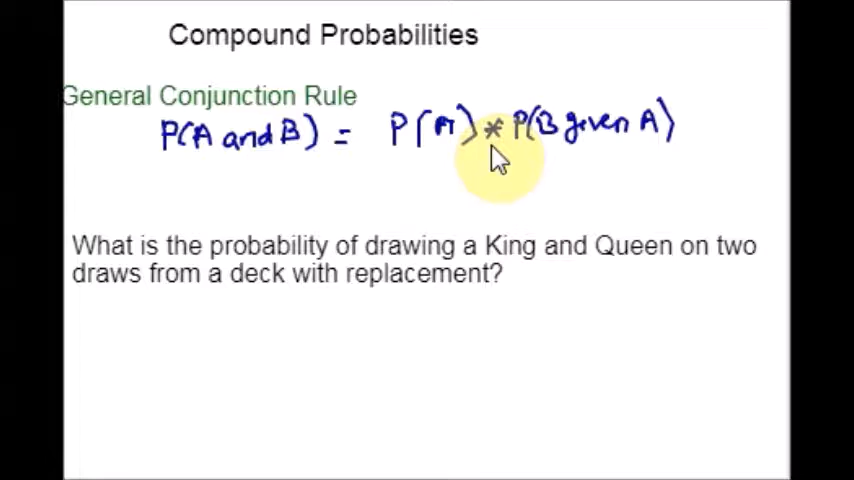 Compound Probabilities
General Conjunction Rule
P(A and B) = P(A) * P(B given A)
What is the probability of drawing a King and Queen on two
draws from a deck with replacement?